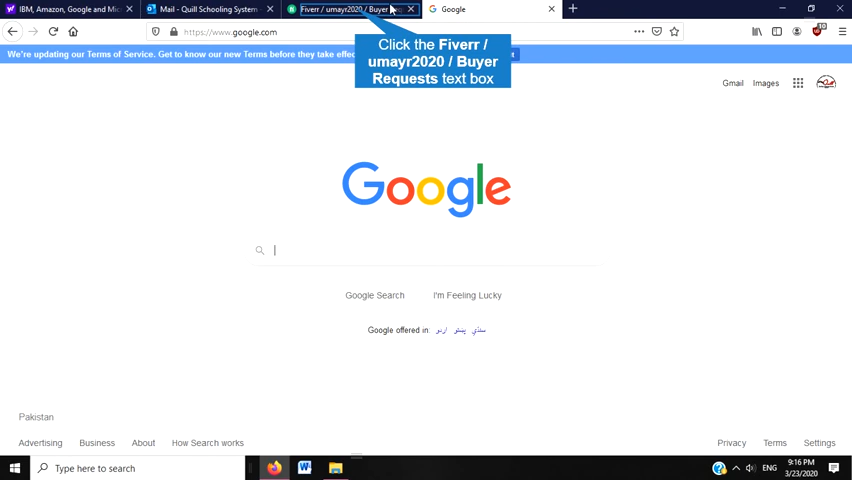 IBM, Amazon, Google and Mic
Mail - Quill Schooling System
Fiverr / umayr2020 / Buyer Req
Google
https://www.google.com
10
We're updating our Terms of Service. Get to know our new Terms before they take effe
Click the Fiverr /
umayr2020 / Buyer
Requests text box
Gmail
Images
Google
Google Search
I'm Feeling Lucky
Google offered in: اردو پښتو سنڌي
Pakistan
Advertising
Business
About
How Search works
Privacy
Terms
Settings
Type here to search
ENG
9:16 PM
3/23/2020